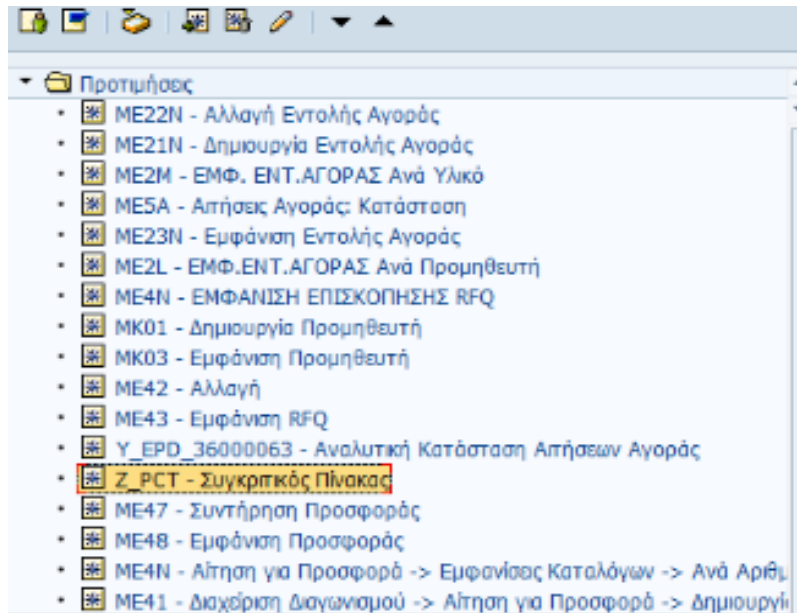 Προτιμήσεις
ME22N - Αλλαγή Εντολής Αγοράς
ME21N - Δημιουργία Εντολής Αγοράς
ME2M - ΕΜΦ. ΕΝΤ.ΑΓΟΡΑΣ Ανά Υλικό
ME5A - Αιτήσεις Αγοράς: Κατάσταση
ME23N - Εμφάνιση Εντολής Αγοράς
ME2L - ΕΜΦ.ΕΝΤ.ΑΓΟΡΑΣ Ανά Προμηθευτή
ME4N - ΕΜΦΑΝΙΣΗ ΕΠΙΣΚΟΠΗΣΗΣ RFQ
MK01 - Δημιουργία Προμηθευτή
MK03 - Εμφάνιση Προμηθευτή
ME42 - Αλλαγή
ME43 - Εμφάνιση RFQ
Y_EPD_36000063 - Αναλυτική Κατάσταση Αιτήσεων Αγοράς
Z_PCT - Συγκριτικός Πίνακας
ME47 - Συντήρηση Προσφοράς
ME48 - Εμφάνιση Προσφοράς
ME4N - Αίτηση για Προσφορά -> Εμφανίσεις Καταλόγων -> Ανά Αριθμ
ME41 - Διαχείριση Διαγωνισμού -> Αίτηση για Προσφορά -> Δημιουργί